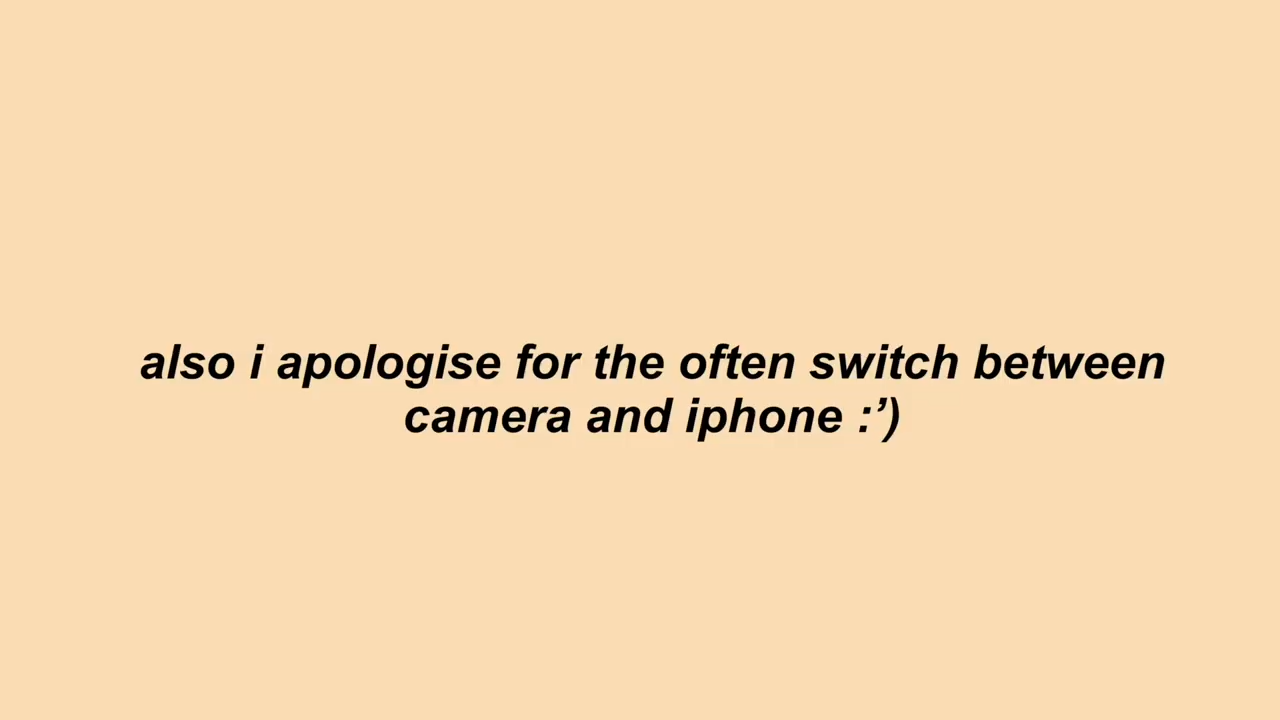 also i apologise for the often switch between
camera and iphone :’)